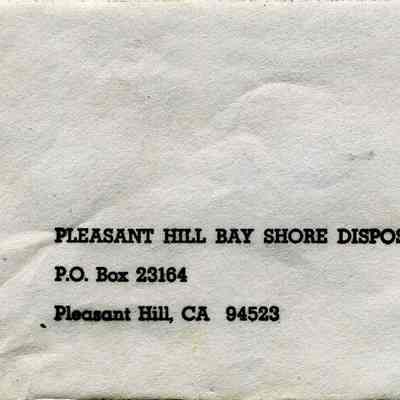 PLEASANT HILL BAY SHORE DISPOS
P.O. Box 23164
Pleasant Hill, CA 94523